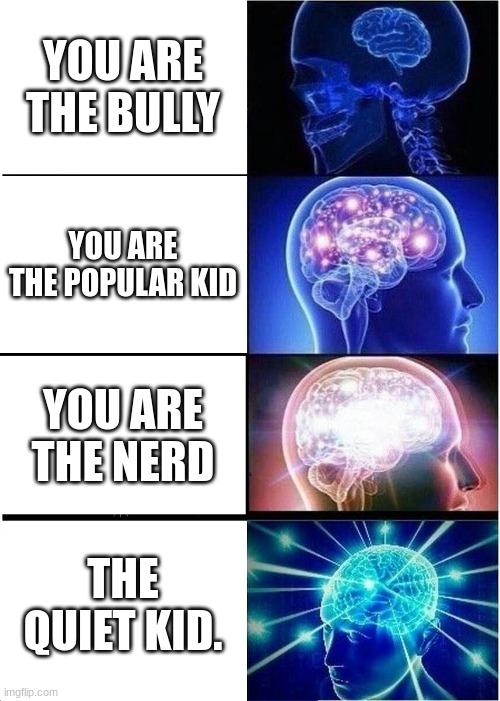 YOU ARE
THE BULLY
YOU ARE
THE POPULAR KID
YOU ARE
THE NERD
THE
QUIET KID.
imgflip.com